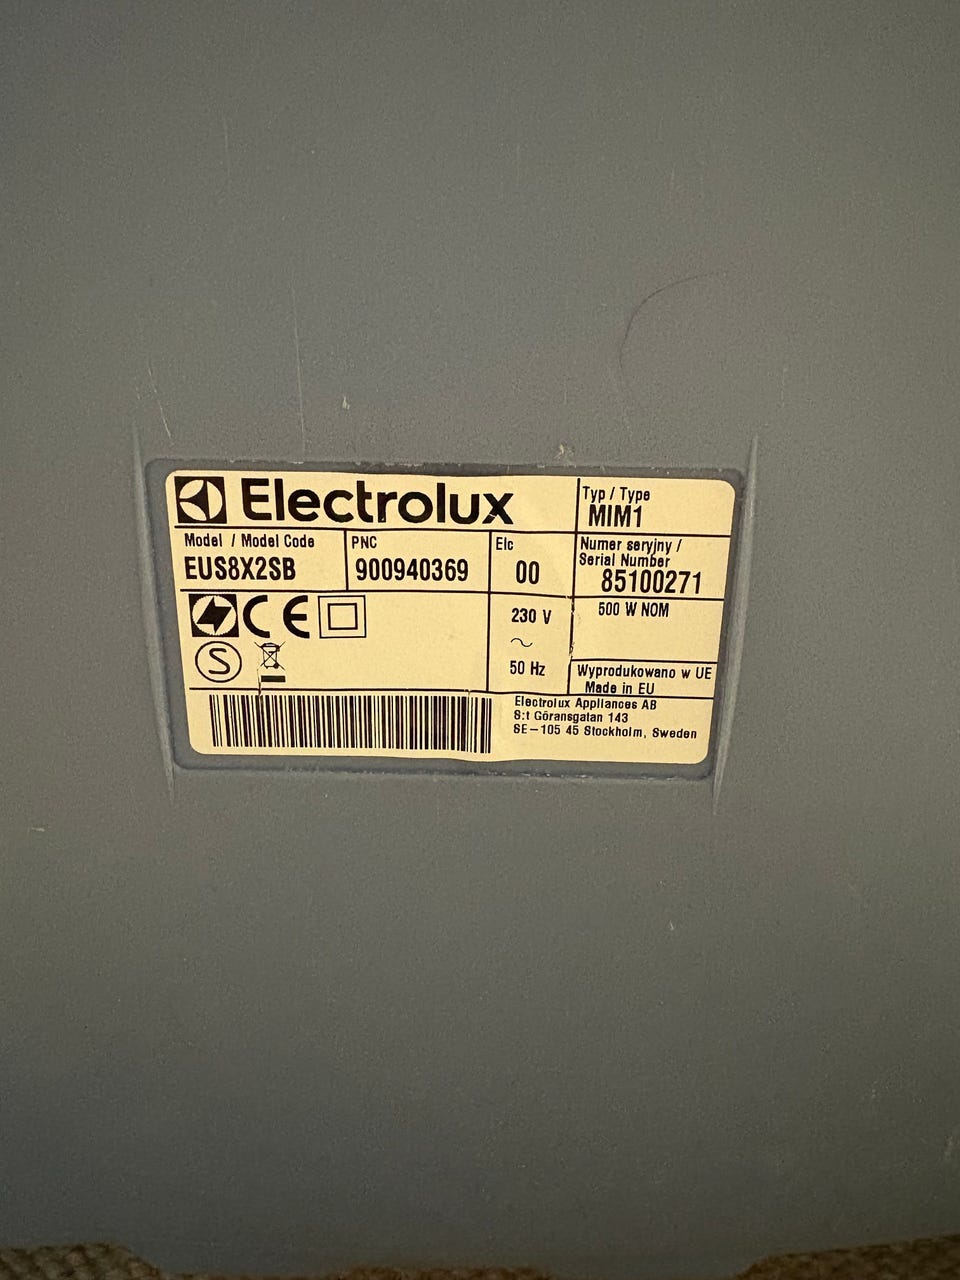 Electrolux
Typ / Type
MIM1
Model / Model Code
EUS8X2SB
PNC
900940369
Elc
00
Numer seryjny /
Serial Number
85100271
CE
S
230 V
~
50 Hz
500 W NOM
Wyprodukowano w UE
Made in EU
Electrolux Appliances AB
S:t Göransgatan 143
SE-105 45 Stockholm, Sweden